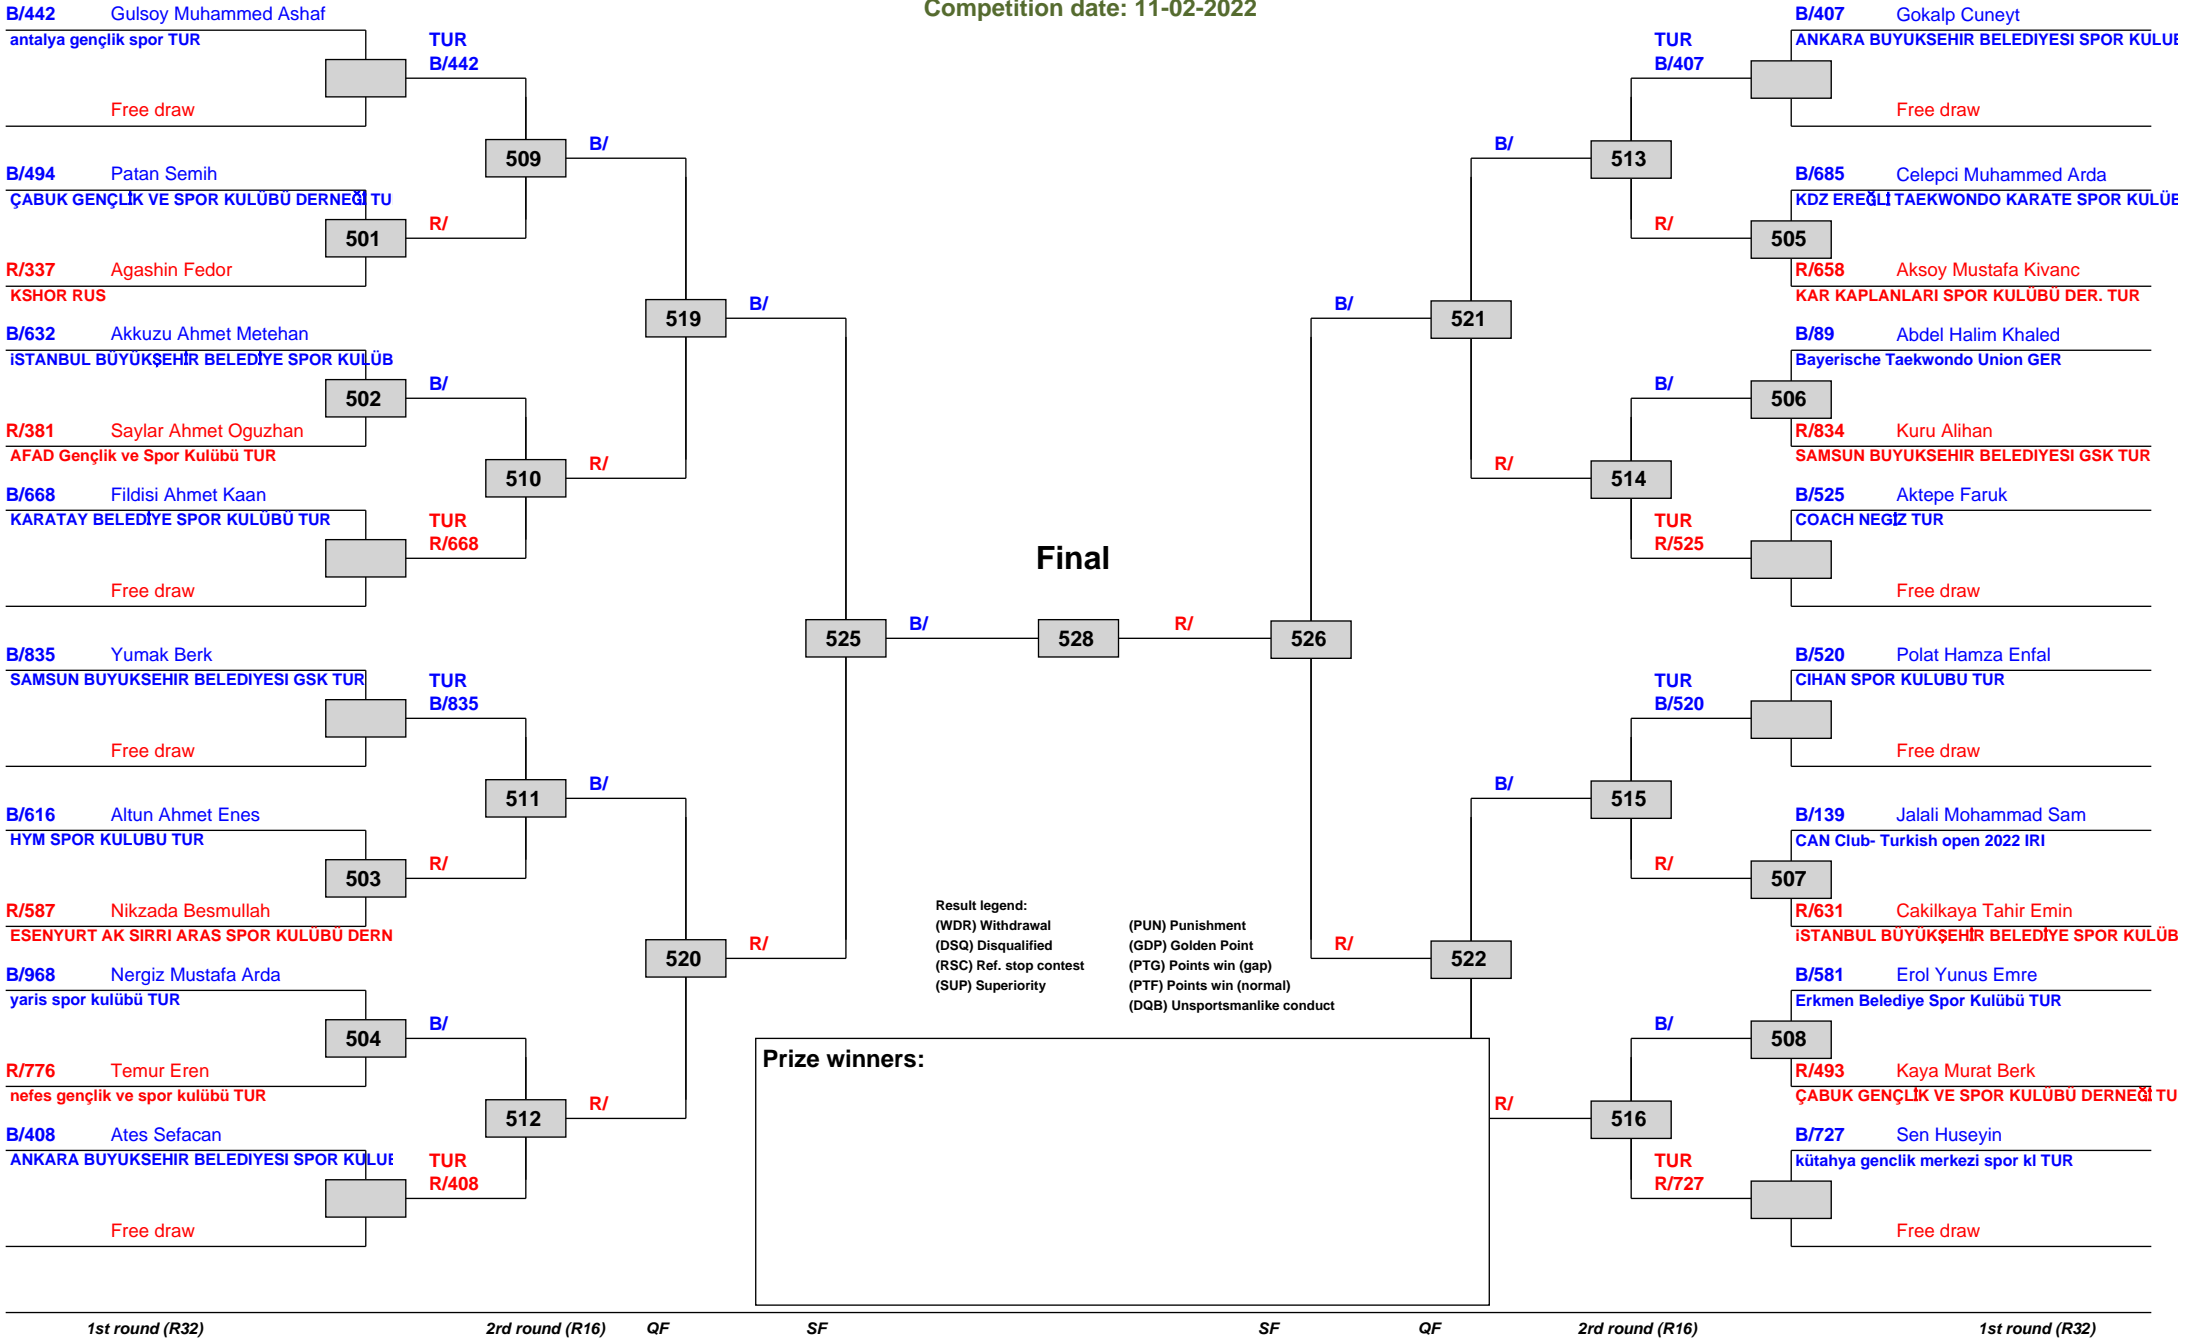 Competition date: 11-02-2022
B/442 Gulsoy Muhammed Ashaf
antalya gençlik spor TUR
TUR
B/442
Free draw
509
B/
B/494 Patan Semih
ÇABUK GENÇLİK VE SPOR KULÜBÜ DERNEĞİ TU
501
R/
R/337 Agashin Fedor
KSHOR RUS
519
B/
B/632 Akkuzu Ahmet Metehan
iSTANBUL BÜYÜKŞEHİR BELEDİYE SPOR KULÜB
502
B/
R/381 Saylar Ahmet Oguzhan
AFAD Gençlik ve Spor Kulübü TUR
510
R/
B/668 Fildisi Ahmet Kaan
KARATAY BELEDİYE SPOR KULÜBÜ TUR
TUR
R/668
Free draw
525
B/
B/835 Yumak Berk
SAMSUN BUYUKSEHIR BELEDIYESI GSK TUR
TUR
B/835
Free draw
511
B/
B/616 Altun Ahmet Enes
HYM SPOR KULUBU TUR
503
R/
R/587 Nikzada Besmullah
ESENYURT AK SIRRI ARAS SPOR KULÜBÜ DERN
520
R/
B/968 Nergiz Mustafa Arda
yaris spor kulübü TUR
504
B/
R/776 Temur Eren
nefes gençlik ve spor kulübü TUR
512
R/
B/408 Ates Sefacan
ANKARA BUYUKSEHIR BELEDIYESI SPOR KULUE
TUR
R/408
Free draw
Final
528
R/
526
B/407 Gokalp Cuneyt
ANKARA BUYUKSEHIR BELEDIYESI SPOR KULUE
TUR
B/407
Free draw
B/
513
B/685 Celepci Muhammed Arda
KDZ EREĞLİ TAEKWONDO KARATE SPOR KULÜE
R/
505
R/658 Aksoy Mustafa Kivanc
KAR KAPLANLARI SPOR KULÜBÜ DER. TUR
B/
521
B/89 Abdel Halim Khaled
Bayerische Taekwondo Union GER
B/
506
R/834 Kuru Alihan
SAMSUN BUYUKSEHIR BELEDIYESI GSK TUR
R/
514
B/525 Aktepe Faruk
COACH NEGİZ TUR
TUR
R/525
Free draw
B/520 Polat Hamza Enfal
CIHAN SPOR KULUBU TUR
TUR
B/520
Free draw
B/
515
B/139 Jalali Mohammad Sam
CAN Club- Turkish open 2022 IRI
R/
507
R/631 Cakilkaya Tahir Emin
iSTANBUL BÜYÜKŞEHİR BELEDİYE SPOR KULÜB
R/
522
B/581 Erol Yunus Emre
Erkmen Belediye Spor Kulübü TUR
B/
508
R/493 Kaya Murat Berk
ÇABUK GENÇLİK VE SPOR KULÜBÜ DERNEĞİ TU
R/
516
B/727 Sen Huseyin
kütahya genclik merkezi spor kl TUR
TUR
R/727
Free draw
Result legend:
(WDR) Withdrawal (PUN) Punishment
(DSQ) Disqualified (GDP) Golden Point
(RSC) Ref. stop contest (PTG) Points win (gap)
(SUP) Superiority (PTF) Points win (normal)
(DQB) Unsportsmanlike conduct
Prize winners:
1st round (R32) 2rd round (R16) QF SF SF QF 2rd round (R16) 1st round (R32)